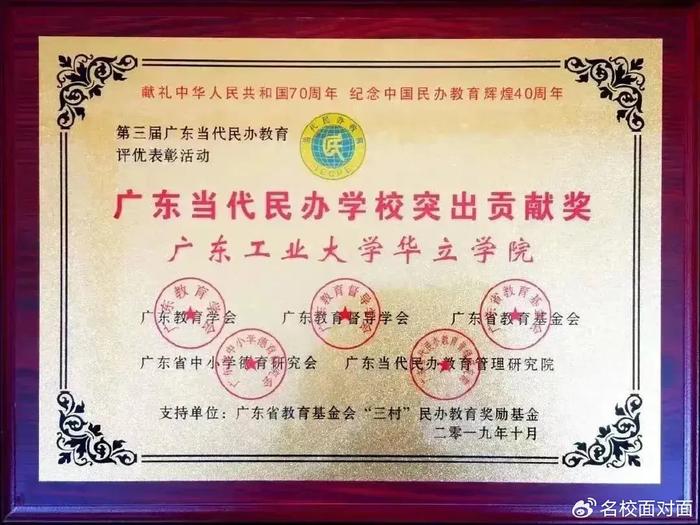 献礼中华人民共和国70周年 纪念中国民办教育辉煌40周年
第三届广东当代民办教育
评优表彰活动
当代民办教育
广东当代民办学校突出贡献奖
广东工业大学华立学院
广东教育学会 广东教育督导学会 广东省教育基金会
广东省中小学德育研究会 广东当代民办教育管理研究院
支持单位：广东省教育基金会“三村”民办教育奖励基金
二〇一九年十月
@名校面对面